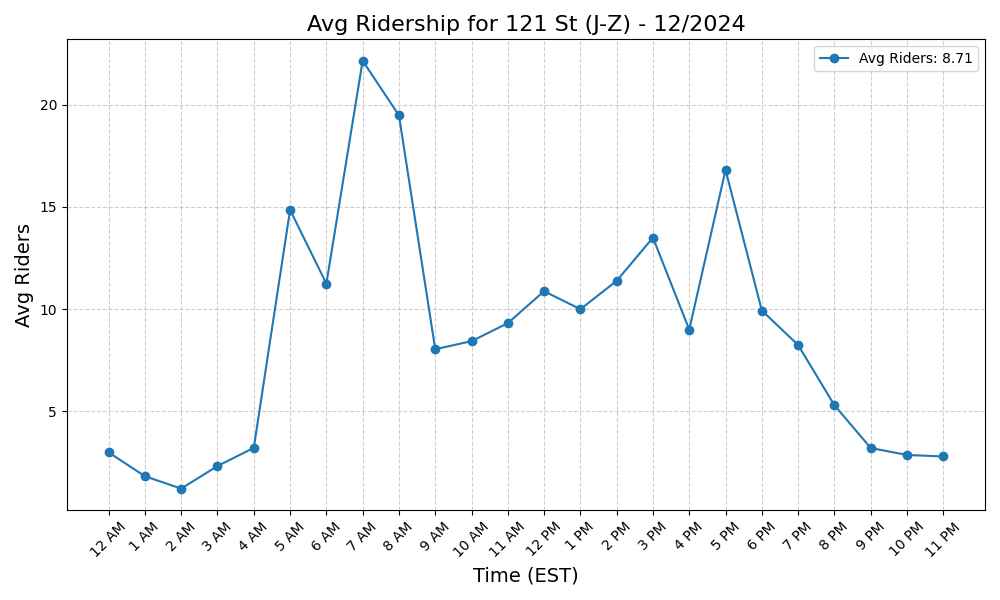 Avg Ridership for 121 St (J-Z) - 12/2024
Avg Riders: 8.71
Avg Riders
20
15
10
5
12 AM
1 AM
2 AM
3 AM
4 AM
5 AM
6 AM
7 AM
8 AM
9 AM
10 AM
11 AM
12 PM
1 PM
2 PM
3 PM
4 PM
5 PM
6 PM
7 PM
8 PM
9 PM
10 PM
11 PM
Time (EST)